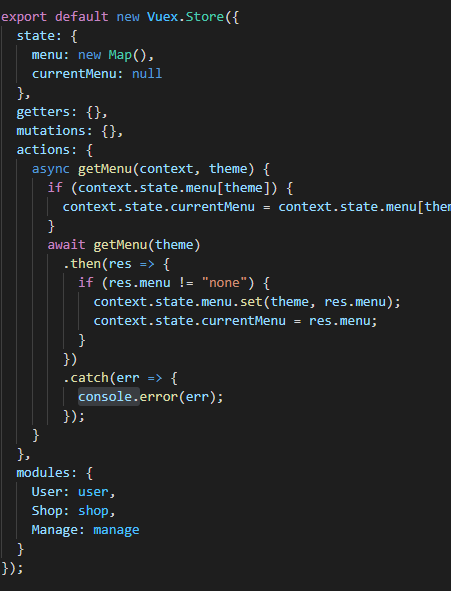 export default new Vuex.Store({
  state: {
    menu: new Map(),
    currentMenu: null
  },
  getters: {},
  mutations: {},
  actions: {
    async getMenu(context, theme) {
      if (context.state.menu[theme]) {
        context.state.currentMenu = context.state.menu[them
      }
      await getMenu(theme)
        .then(res => {
          if (res.menu != "none") {
            context.state.menu.set(theme, res.menu);
            context.state.currentMenu = res.menu;
          }
        })
        .catch(err => {
          console.error(err);
        });
    }
  },
  modules: {
    User: user,
    Shop: shop,
    Manage: manage
  }
});